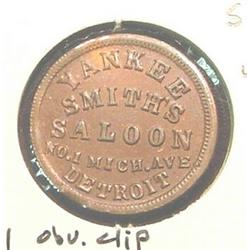 YANKEE
SMITH'S
SALOON
NO.1 MICH.AVE.
DETROIT
1 obv. clip